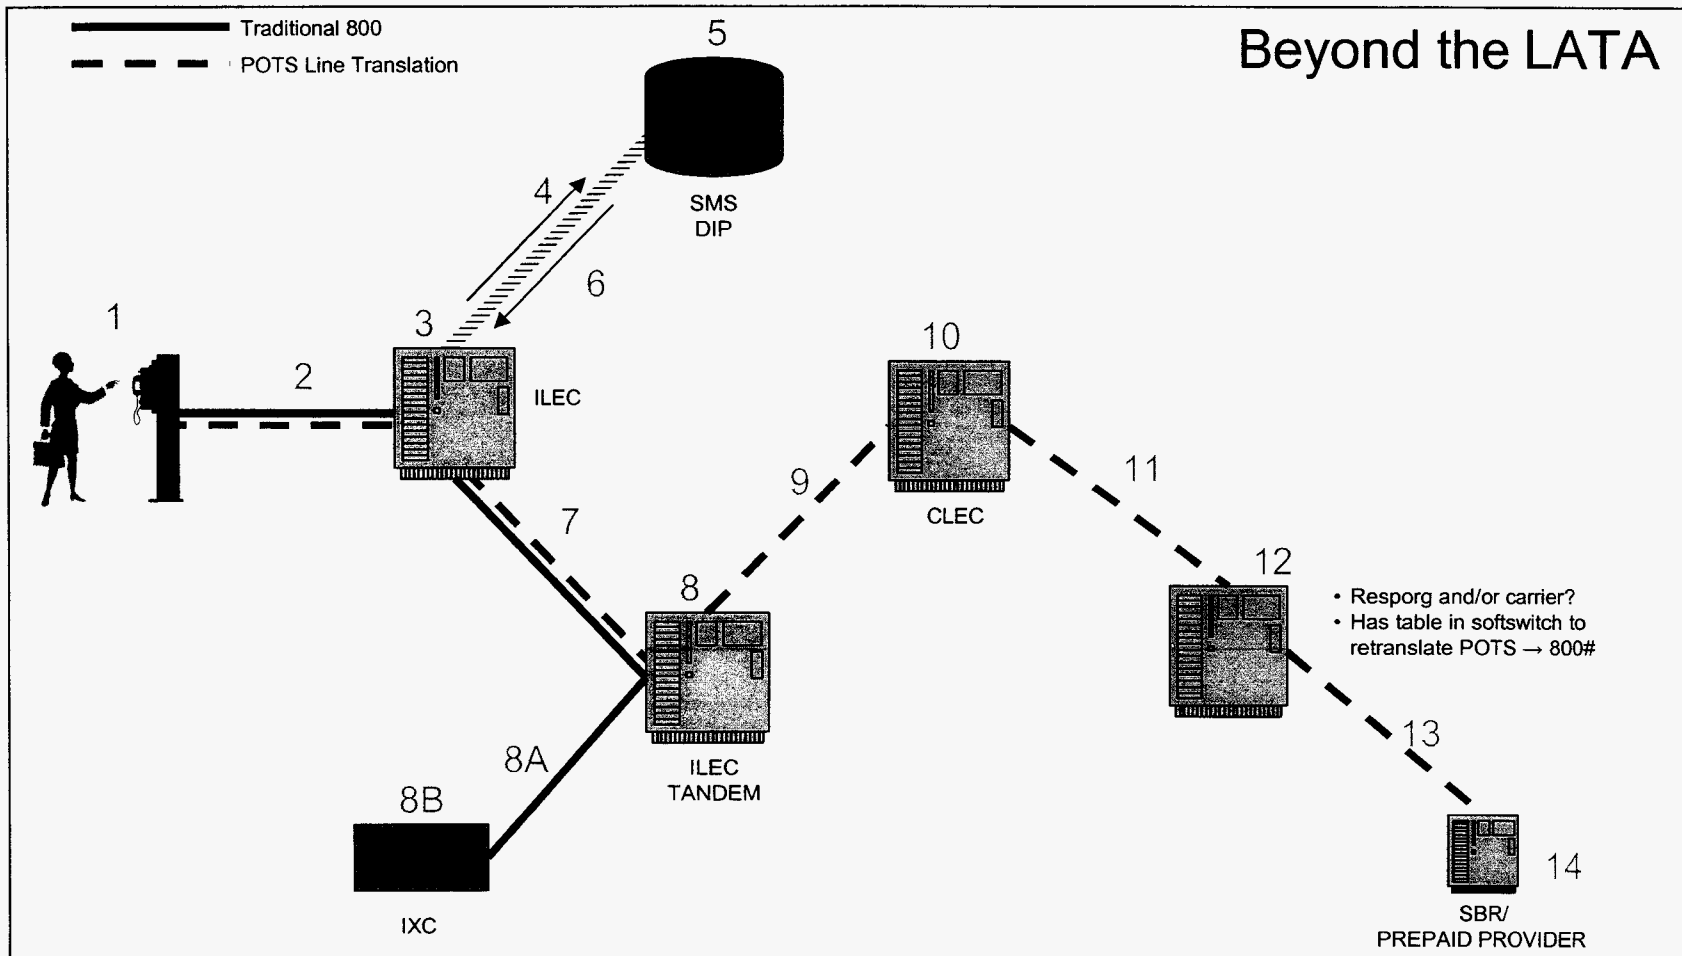 Traditional 800
POTS Line Translation
Beyond the LATA
5
SMS
DIP
4
6
1
2
3
ILEC
7
8
ILEC
TANDEM
8A
8B
IXC
9
10
CLEC
11
12
• Resporg and/or carrier?
• Has table in softswitch to
retranslate POTS → 800#
13
14
SBR/
PREPAID PROVIDER